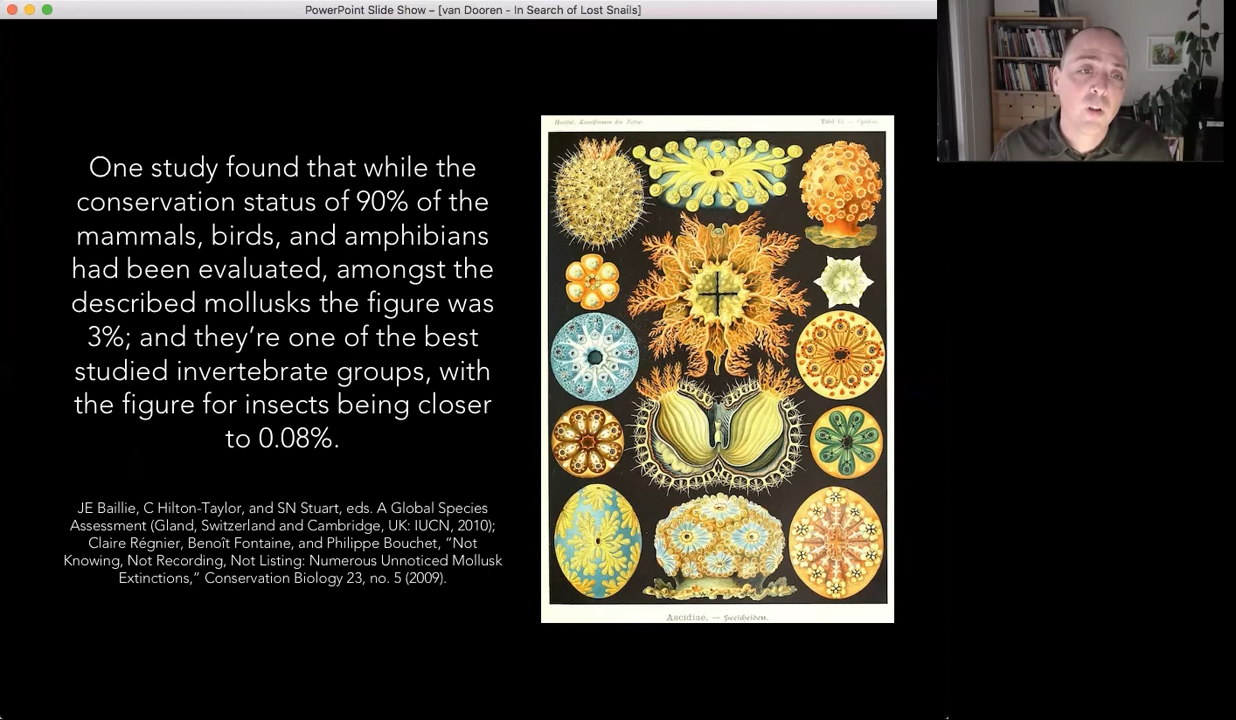 PowerPoint Slide Show – [van Dooren - In Search of Lost Snails]
One study found that while the
conservation status of 90% of the
mammals, birds, and amphibians
had been evaluated, amongst the
described mollusks the figure was
3%; and they’re one of the best
studied invertebrate groups, with
the figure for insects being closer
to 0.08%.
JE Baillie, C Hilton-Taylor, and SN Stuart, eds. A Global Species
Assessment (Gland, Switzerland and Cambridge, UK: IUCN, 2010);
Claire Régnier, Benoît Fontaine, and Philippe Bouchet, “Not
Knowing, Not Recording, Not Listing: Numerous Unnoticed Mollusk
Extinctions,” Conservation Biology 23, no. 5 (2009).
Haeckel, Kunstformen der Natur.
Ascidiae. — Seescheiden.